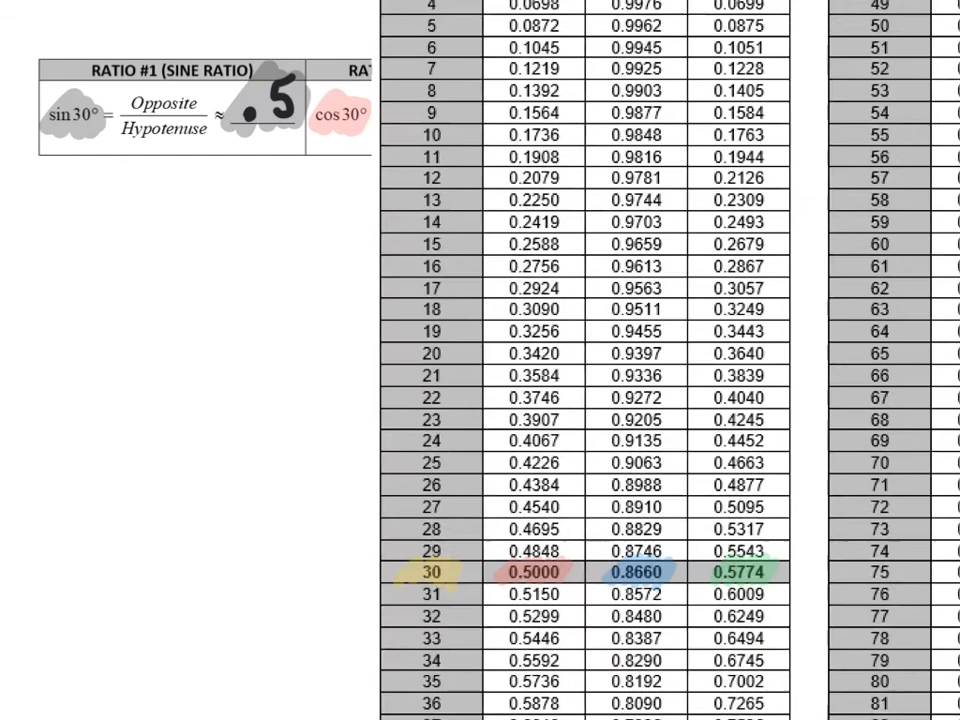 RATIO #1 (SINE RATIO)
sin 30° = Opposite / Hypotenuse ≈ .5
cos 30°
4 0.0698 0.9976 0.0699 49
5 0.0872 0.9962 0.0875 50
6 0.1045 0.9945 0.1051 51
7 0.1219 0.9925 0.1228 52
8 0.1392 0.9903 0.1405 53
9 0.1564 0.9877 0.1584 54
10 0.1736 0.9848 0.1763 55
11 0.1908 0.9816 0.1944 56
12 0.2079 0.9781 0.2126 57
13 0.2250 0.9744 0.2309 58
14 0.2419 0.9703 0.2493 59
15 0.2588 0.9659 0.2679 60
16 0.2756 0.9613 0.2867 61
17 0.2924 0.9563 0.3057 62
18 0.3090 0.9511 0.3249 63
19 0.3256 0.9455 0.3443 64
20 0.3420 0.9397 0.3640 65
21 0.3584 0.9336 0.3839 66
22 0.3746 0.9272 0.4040 67
23 0.3907 0.9205 0.4245 68
24 0.4067 0.9135 0.4452 69
25 0.4226 0.9063 0.4663 70
26 0.4384 0.8988 0.4877 71
27 0.4540 0.8910 0.5095 72
28 0.4695 0.8829 0.5317 73
29 0.4848 0.8746 0.5543 74
30 0.5000 0.8660 0.5774 75
31 0.5150 0.8572 0.6009 76
32 0.5299 0.8480 0.6249 77
33 0.5446 0.8387 0.6494 78
34 0.5592 0.8290 0.6745 79
35 0.5736 0.8192 0.7002 80
36 0.5878 0.8090 0.7265 81